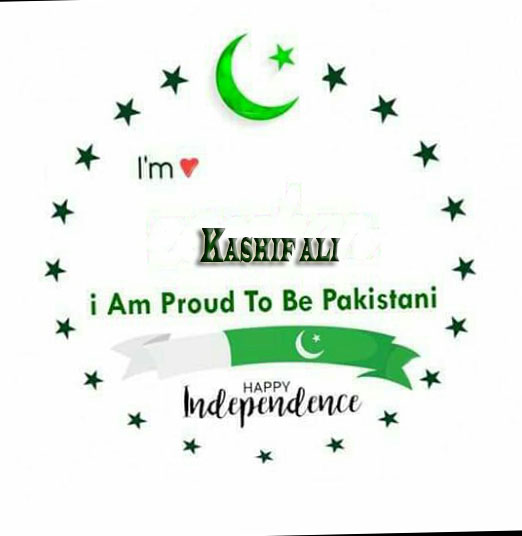 I'm
KASHIF ALI
i Am Proud To Be Pakistani
HAPPY
Independence